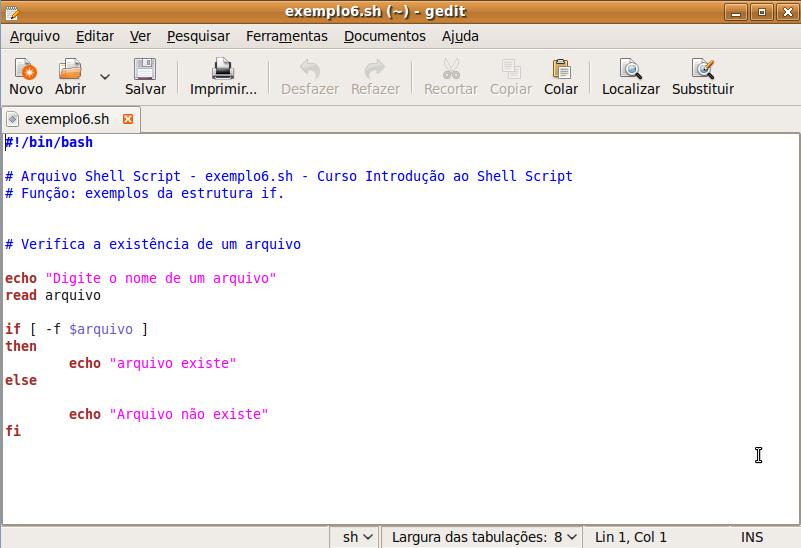 exemplo6.sh (~) - gedit
Arquivo Editar Ver Pesquisar Ferramentas Documentos Ajuda
Novo Abrir Salvar Imprimir... Desfazer Refazer Recortar Copiar Colar Localizar Substituir
exemplo6.sh
#!/bin/bash
# Arquivo Shell Script - exemplo6.sh - Curso Introdução ao Shell Script
# Função: exemplos da estrutura if.
# Verifica a existência de um arquivo
echo "Digite o nome de um arquivo"
read arquivo
if [ -f $arquivo ]
then
echo "arquivo existe"
else
echo "Arquivo não existe"
fi
sh Largura das tabulações: 8 Lin 1, Col 1 INS